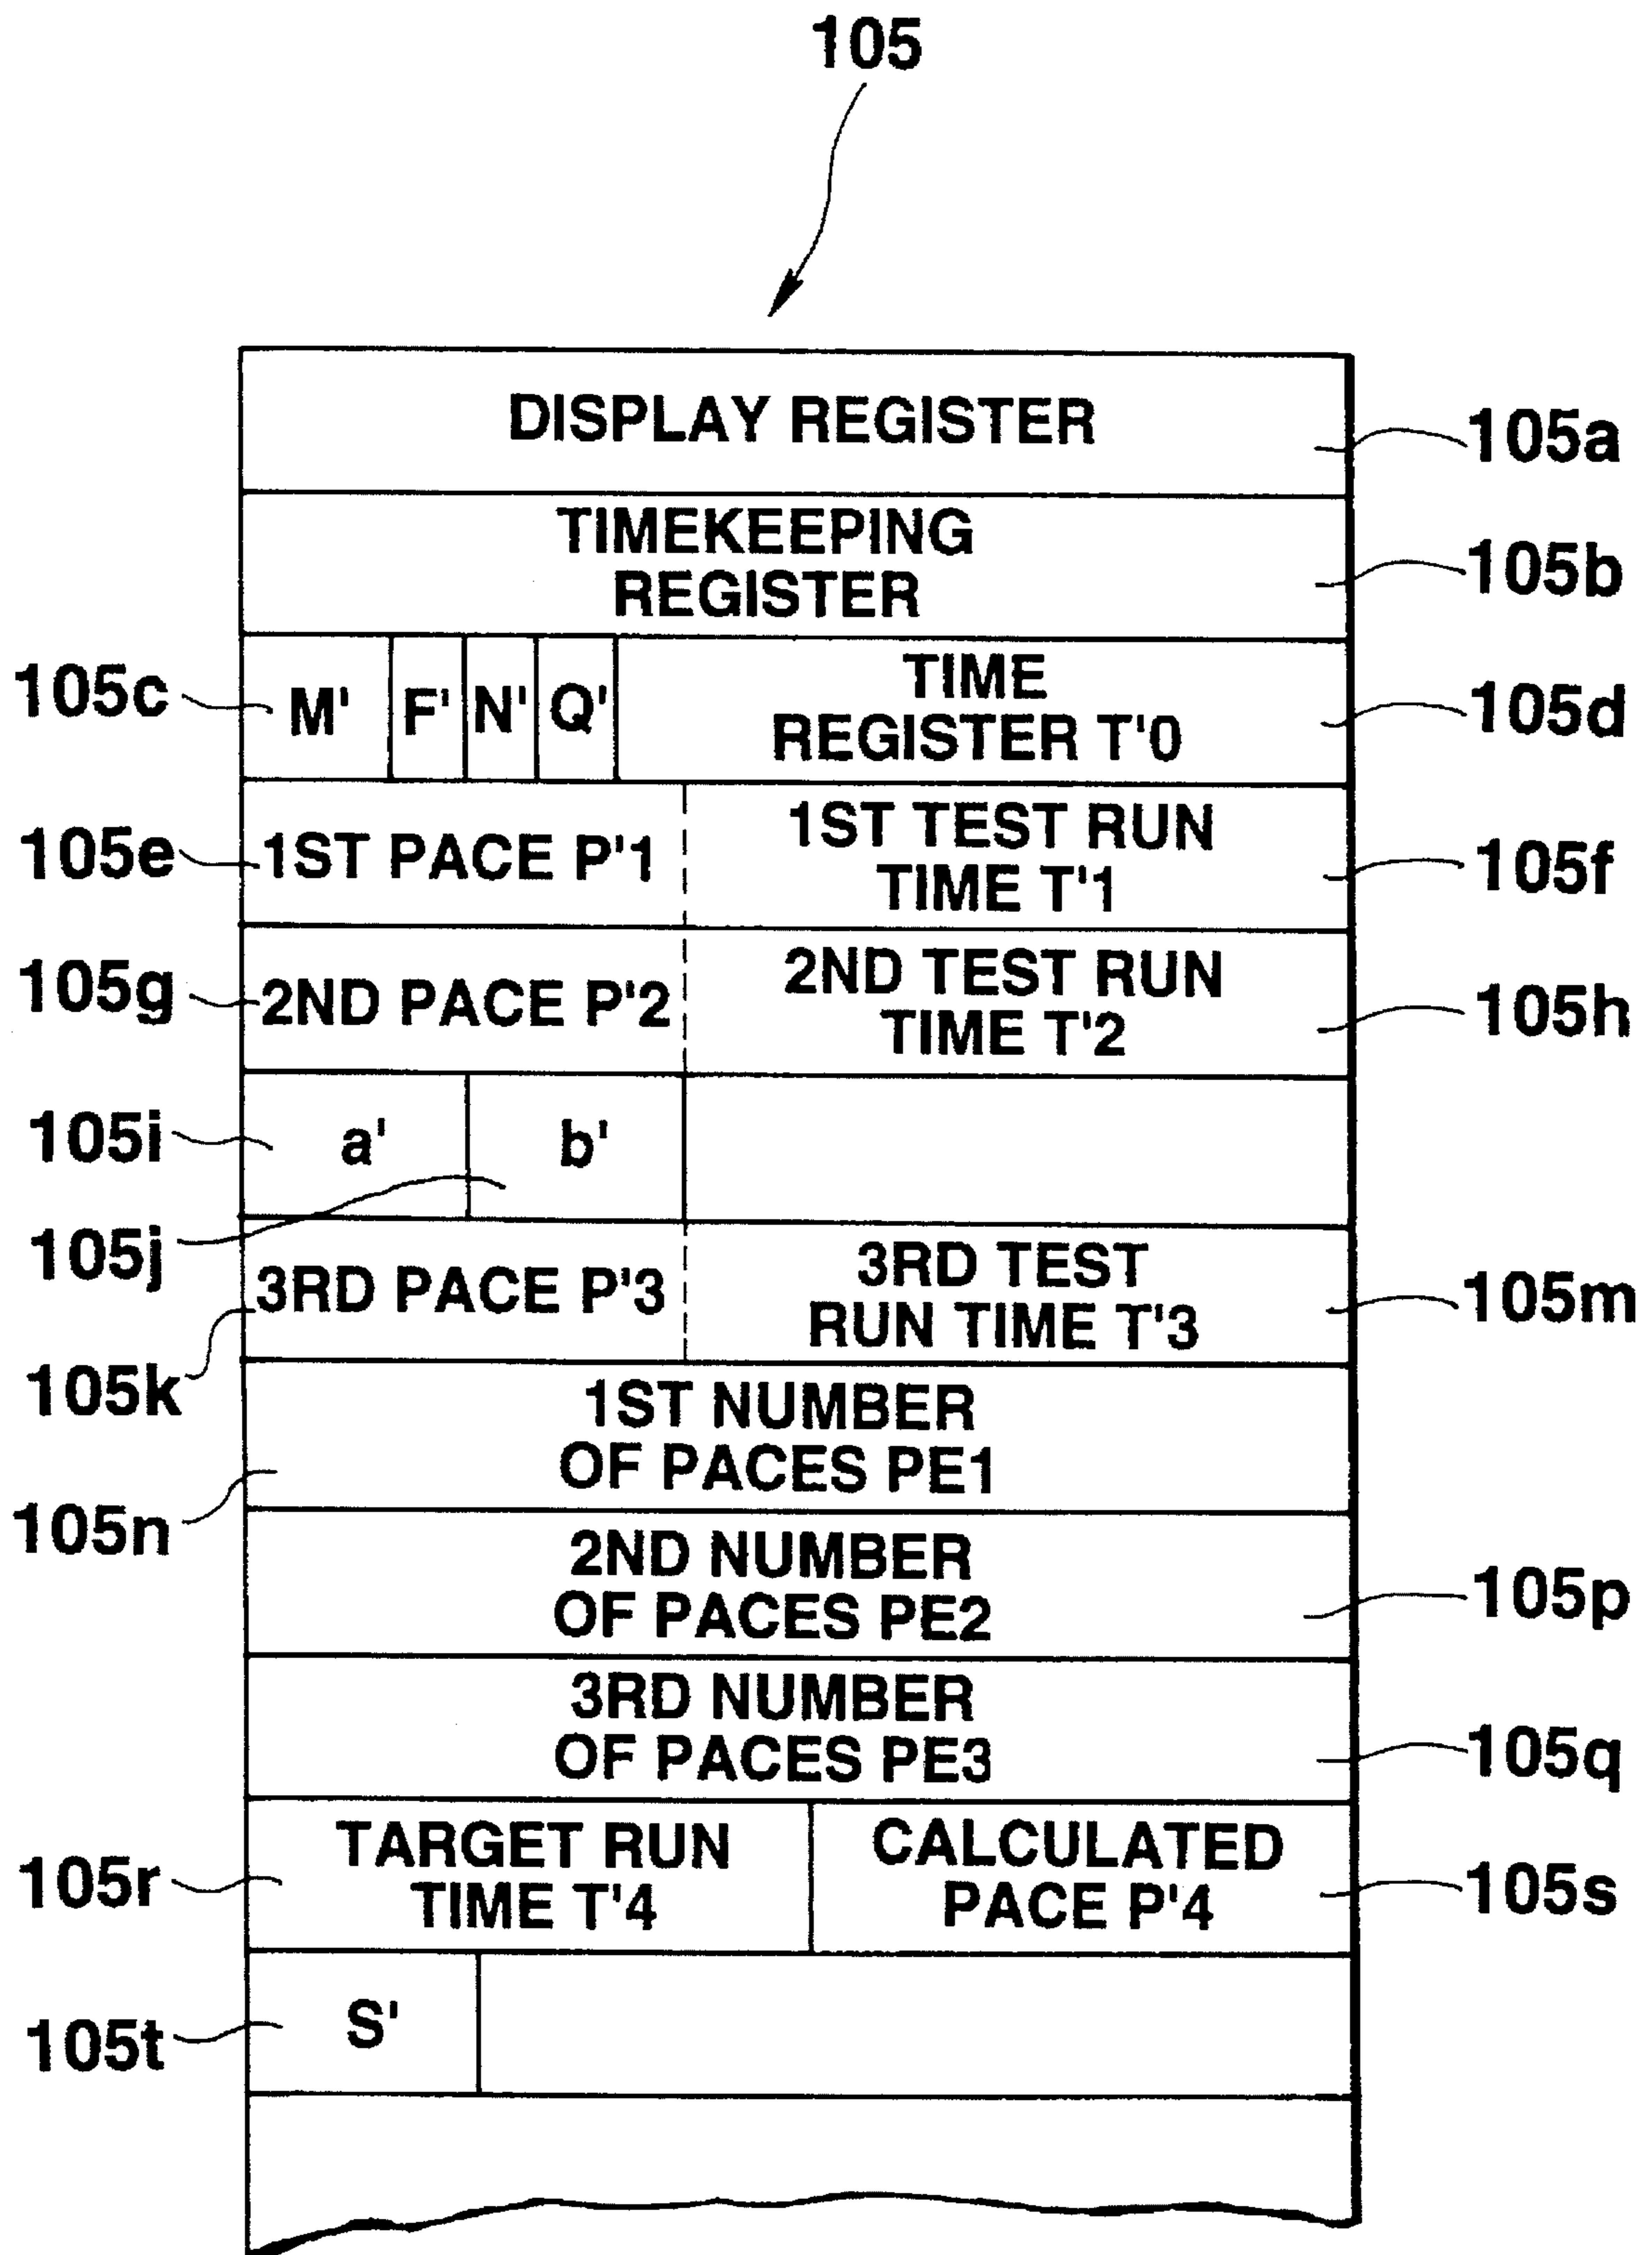 105
DISPLAY REGISTER
105a
TIMEKEEPING
REGISTER
105b
105c
M' F' N' Q'
TIME
REGISTER T'0
105d
105e
1ST PACE P'1
1ST TEST RUN
TIME T'1
105f
105g
2ND PACE P'2
2ND TEST RUN
TIME T'2
105h
105i
a' b'
105j
3RD PACE P'3
3RD TEST
RUN TIME T'3
105m
105k
1ST NUMBER
OF PACES PE1
105n
2ND NUMBER
OF PACES PE2
105p
3RD NUMBER
OF PACES PE3
105q
105r
TARGET RUN
TIME T'4
CALCULATED
PACE P'4
105s
105t
S'